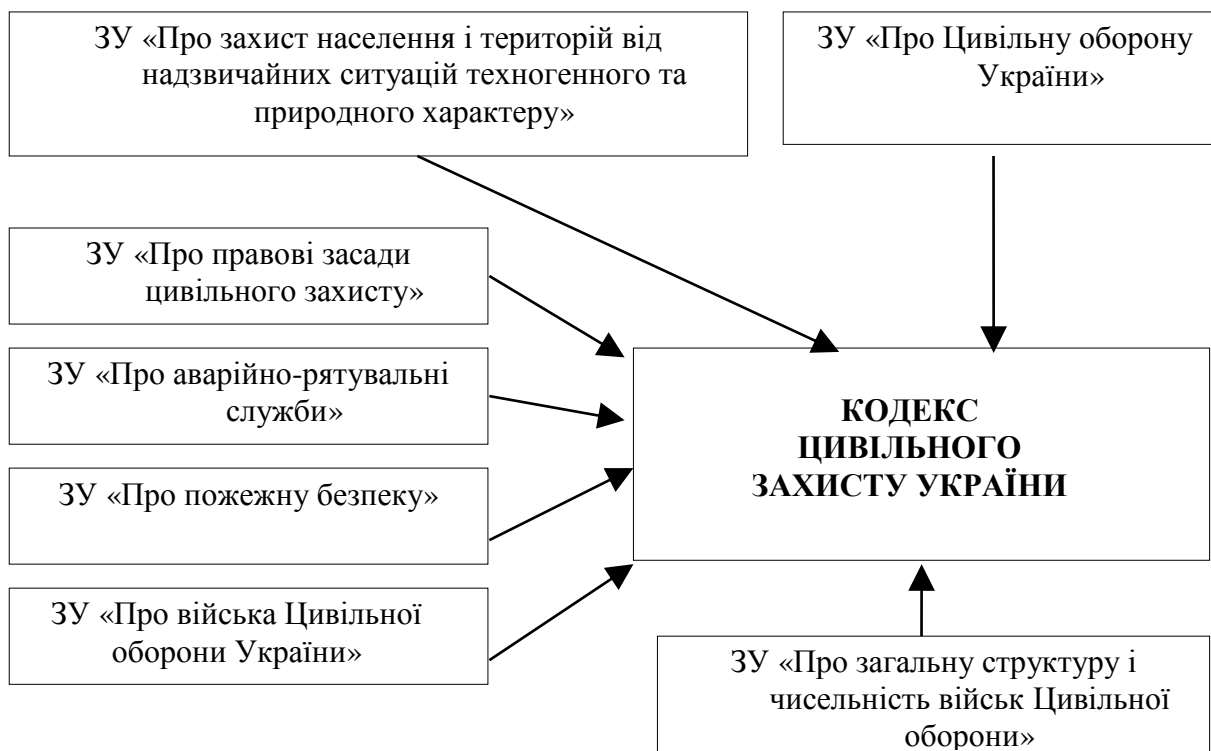 ЗУ «Про захист населення і територій від
надзвичайних ситуацій техногенного та
природного характеру»
ЗУ «Про Цивільну оборону
України»
ЗУ «Про правові засади
цивільного захисту»
ЗУ «Про аварійно-рятувальні
служби»
ЗУ «Про пожежну безпеку»
ЗУ «Про війська Цивільної
оборони України»
КОДЕКС
ЦИВІЛЬНОГО
ЗАХИСТУ УКРАЇНИ
ЗУ «Про загальну структуру і
чисельність військ Цивільної
оборони»